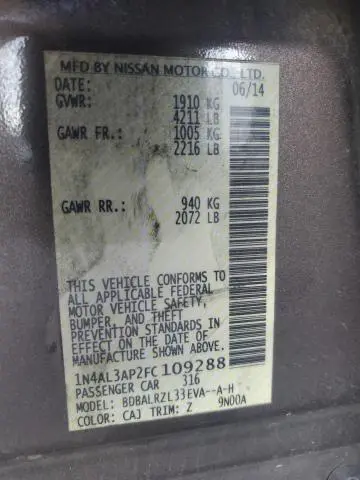 MFD BY NISSAN MOTOR CO., LTD.
DATE: 06/14
GVWR: 1910 KG
4211 LB
GAWR FR.: 1005 KG
2216 LB
GAWR RR.: 940 KG
2072 LB
THIS VEHICLE CONFORMS TO
ALL APPLICABLE FEDERAL
MOTOR VEHICLE SAFETY,
BUMPER, AND THEFT
PREVENTION STANDARDS
IN EFFECT ON THE DATE OF
MANUFACTURE SHOWN ABOVE.
1N4AL3AP2FC109288
PASSENGER CAR 316
MODEL: BDBALRZL33EVA--A-H
COLOR: CAJ TRIM: Z 9N00A